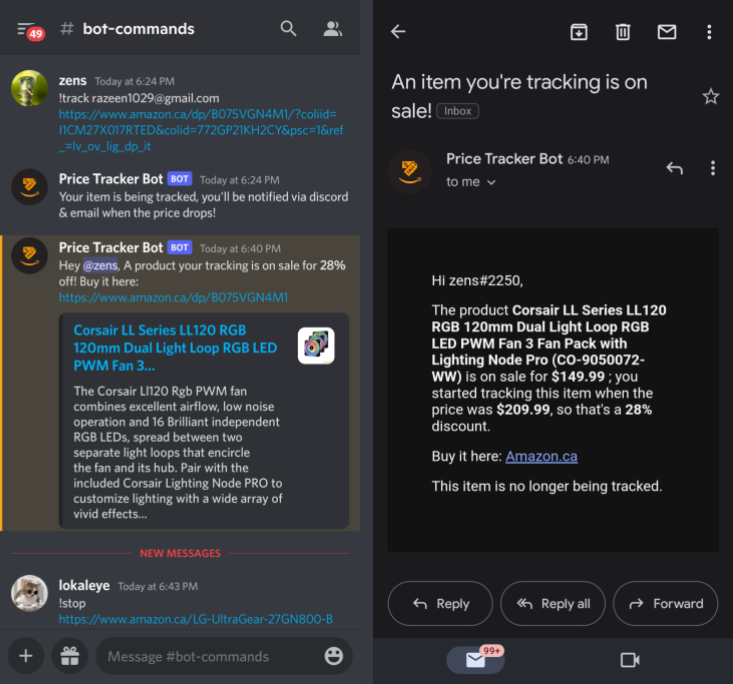 49
# bot-commands
zens Today at 6:24 PM
!track razeen1029@gmail.com
https://www.amazon.ca/dp/B075VGN4M1/?coliid=
I1CM27X017RTED&colid=772GP21KH2CY&psc=1&ref
_=lv_ov_lig_dp_it
Price Tracker Bot BOT Today at 6:24 PM
Your item is being tracked, you'll be notified via discord
& email when the price drops!
Price Tracker Bot BOT Today at 6:40 PM
Hey @zens, A product your tracking is on sale for 28%
off! Buy it here:
https://www.amazon.ca/dp/B075VGN4M1
Corsair LL Series LL120 RGB
120mm Dual Light Loop RGB LED
PWM Fan 3...
The Corsair Ll120 Rgb PWM fan
combines excellent airflow, low noise
operation and 16 Brilliant independent
RGB LEDs, spread between two
separate light loops that encircle
the fan and its hub. Pair with the
included Corsair Lighting Node PRO to
customize lighting with a wide array of
vivid effects...
NEW MESSAGES
lokaleye Today at 6:43 PM
!stop
https://www.amazon.ca/LG-UltraGear-27GN800-B
Message #bot-commands
An item you're tracking is on
sale! Inbox
Price Tracker Bot 6:40 PM
to me
Hi zens#2250,
The product Corsair LL Series LL120
RGB 120mm Dual Light Loop RGB
LED PWM Fan 3 Fan Pack with
Lighting Node Pro (CO-9050072-
WW) is on sale for $149.99 ; you
started tracking this item when the
price was $209.99, so that's a 28%
discount.
Buy it here: Amazon.ca
This item is no longer being tracked.
Reply
Reply all
Forward
99+